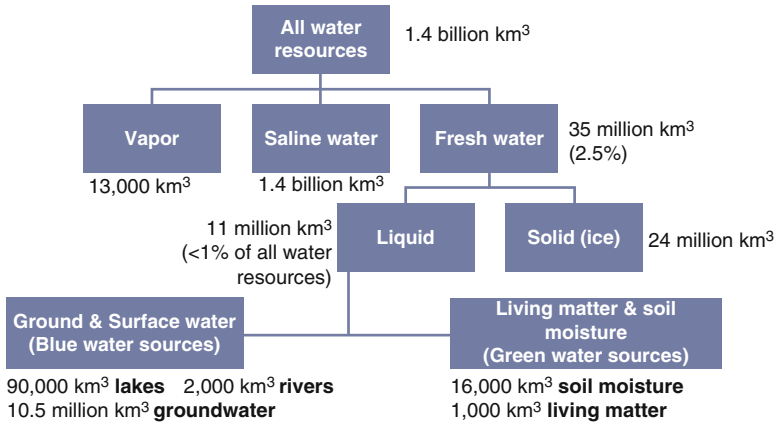 All water
resources
1.4 billion km³
Vapor
Saline water
Fresh water
35 million km³
(2.5%)
13,000 km³
1.4 billion km³
11 million km³
(<1% of all water
resources)
Liquid
Solid (ice)
24 million km³
Ground & Surface water
(Blue water sources)
Living matter & soil
moisture
(Green water sources)
90,000 km³ lakes 2,000 km³ rivers
10.5 million km³ groundwater
16,000 km³ soil moisture
1,000 km³ living matter